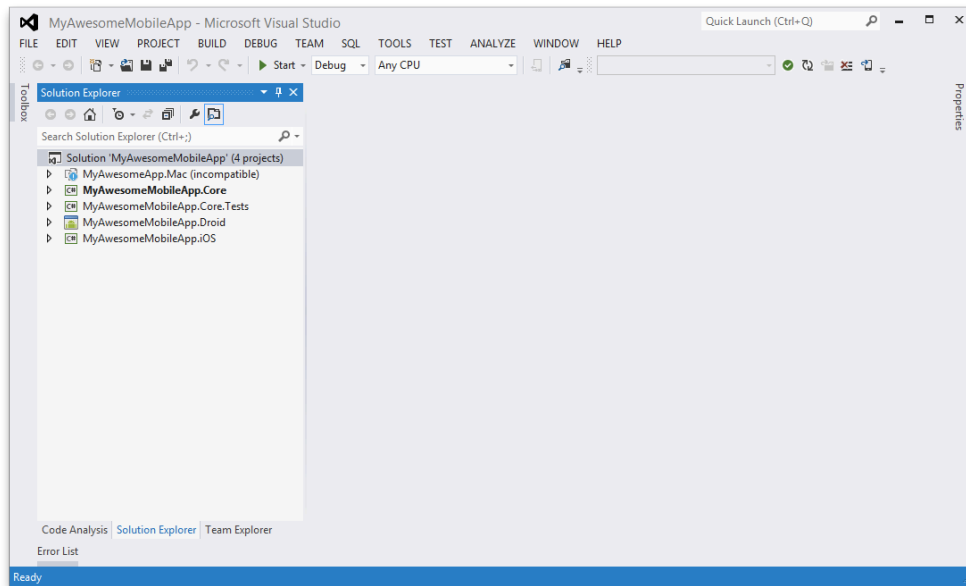 MyAwesomeMobileApp - Microsoft Visual Studio
Quick Launch (Ctrl+Q)
FILE EDIT VIEW PROJECT BUILD DEBUG TEAM SQL TOOLS TEST ANALYZE WINDOW HELP
Start Debug Any CPU
Toolbox
Solution Explorer
Properties
Search Solution Explorer (Ctrl+;)
Solution 'MyAwesomeMobileApp' (4 projects)
MyAwesomeApp.Mac (incompatible)
C# MyAwesomeMobileApp.Core
C# MyAwesomeMobileApp.Core.Tests
MyAwesomeMobileApp.Droid
C# MyAwesomeMobileApp.iOS
Code Analysis Solution Explorer Team Explorer
Error List
Ready